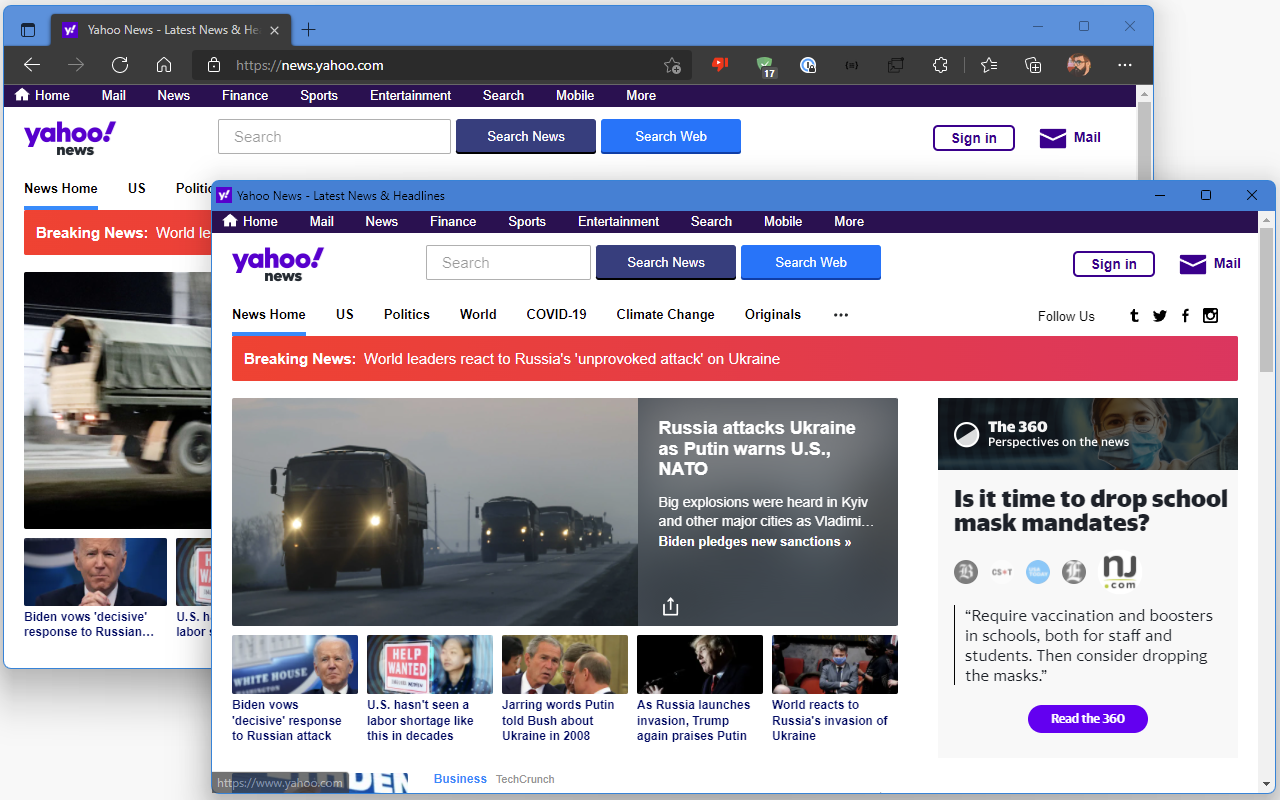 Yahoo News - Latest News & He
https://news.yahoo.com
17
Home Mail News Finance Sports Entertainment Search Mobile More
yahoo!
news
Search
Search News
Search Web
Sign in
Mail
News Home US
Breaking News: World le
Biden vows 'decisive'
response to Russian...
U.S. h
labor s
Yahoo News - Latest News & Headlines
Home Mail News Finance Sports Entertainment Search Mobile More
yahoo!
news
Search
Search News
Search Web
Sign in
Mail
News Home US Politics World COVID-19 Climate Change Originals ...
Follow Us
Breaking News: World leaders react to Russia's 'unprovoked attack' on Ukraine
Russia attacks Ukraine
as Putin warns U.S.,
NATO
Big explosions were heard in Kyiv
and other major cities as Vladimi...
Biden pledges new sanctions »
The 360
Perspectives on the news
Is it time to drop school
mask mandates?
B
CS•T
USA TODAY
nj
.com
“Require vaccination and boosters
in schools, both for staff and
students. Then consider dropping
the masks.”
Read the 360
WHITE HOUSE
WASHINGTON
HELP
WANTED
Biden vows
'decisive' response
to Russian attack
U.S. hasn't seen a
labor shortage like
this in decades
Jarring words Putin
told Bush about
Ukraine in 2008
As Russia launches
invasion, Trump
again praises Putin
World reacts to
Russia's invasion of
Ukraine
Business TechCrunch
https://www.yahoo.com